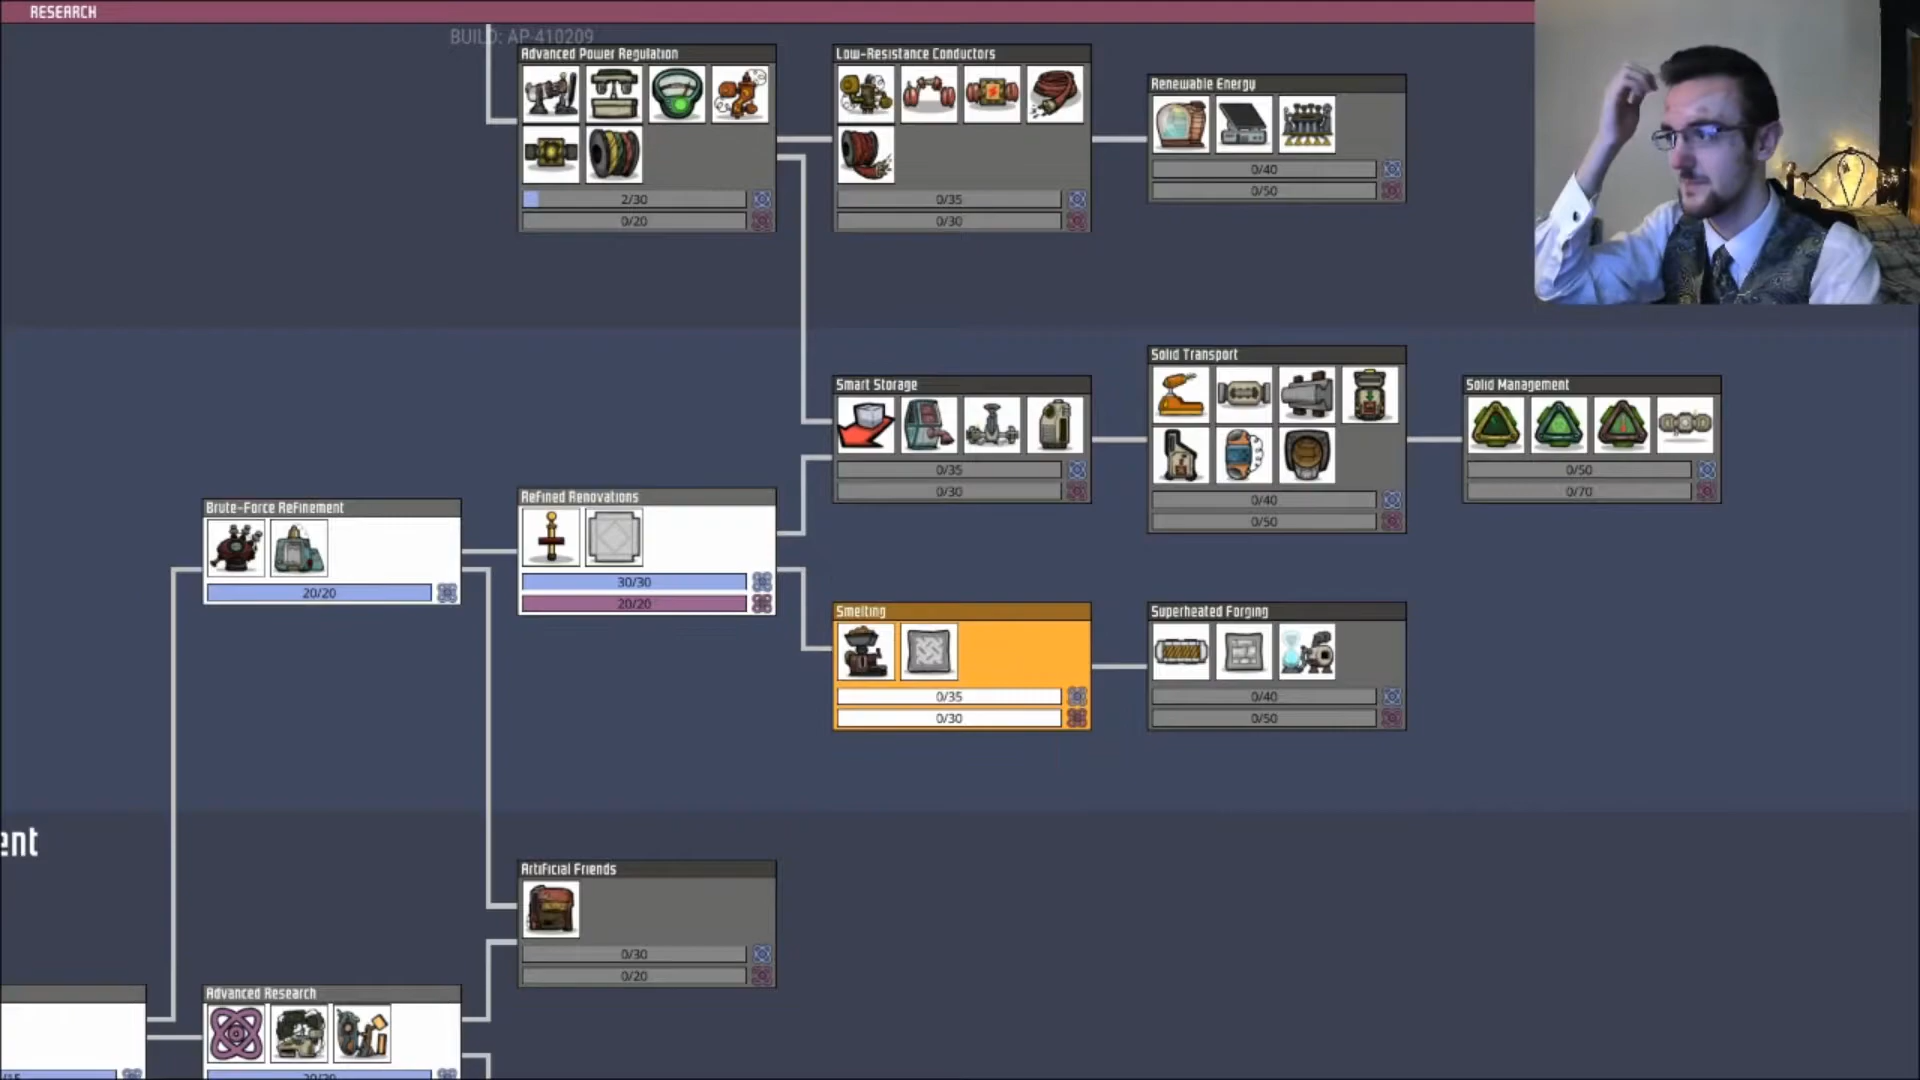 RESEARCH
BUILD: AP-410209
Advanced Power Regulation
2/30
0/20
Low-Resistance Conductors
0/35
0/30
Renewable Energy
0/40
0/50
Smart Storage
0/35
0/30
Solid Transport
0/40
0/50
Solid Management
0/50
0/70
Brute-Force Refinement
20/20
Refined Renovations
30/30
20/20
Smelting
0/35
0/30
Superheated Forging
0/40
0/50
ent
Artificial Friends
0/30
0/20
Advanced Research
/15
20/20